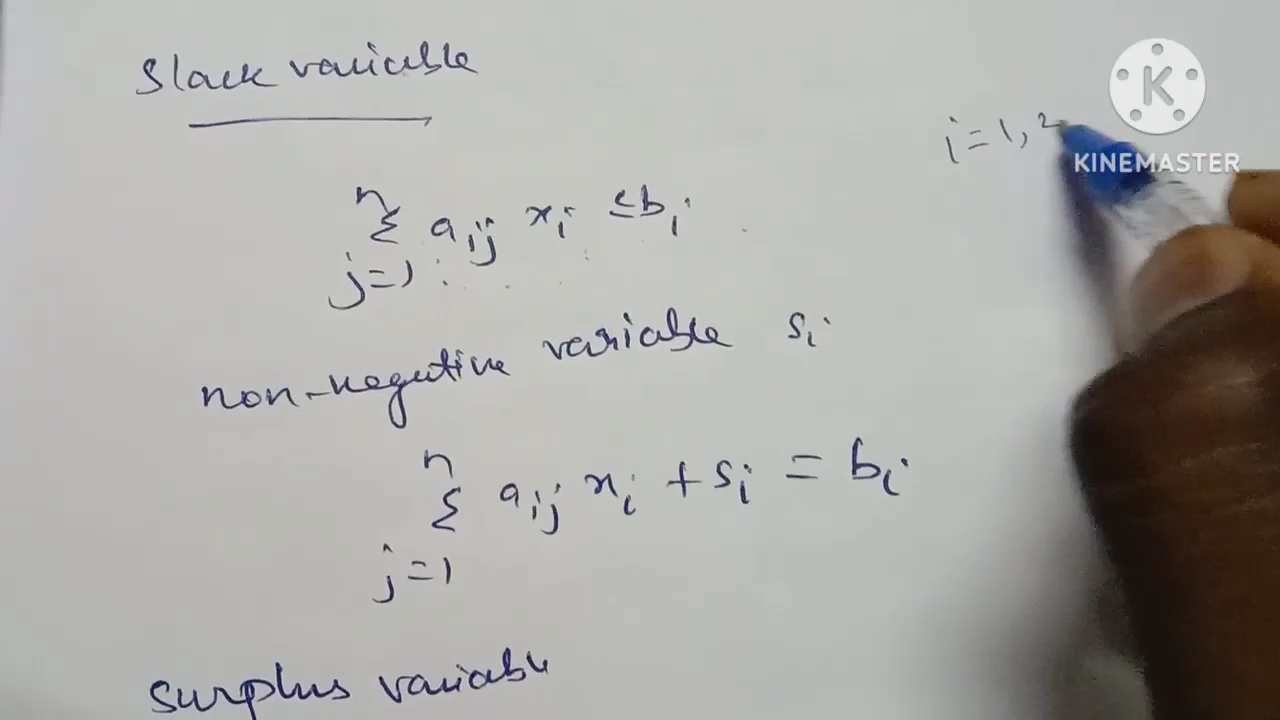 Slack variable
i = 1, 2
K
KINEMASTER
n
Σ aij xi ≤ bi
j=1
non-negative variable si
n
Σ aij xi + si = bi
j=1
Surplus variable